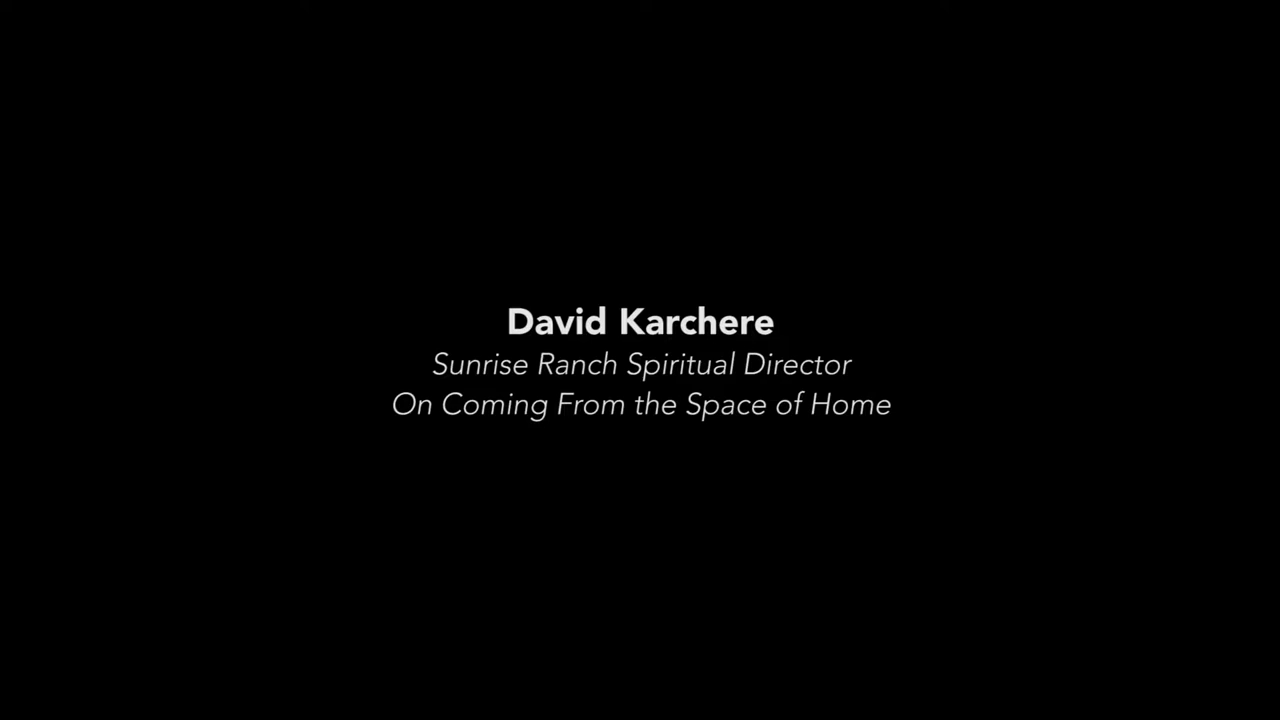 David Karchere
Sunrise Ranch Spiritual Director
On Coming From the Space of Home